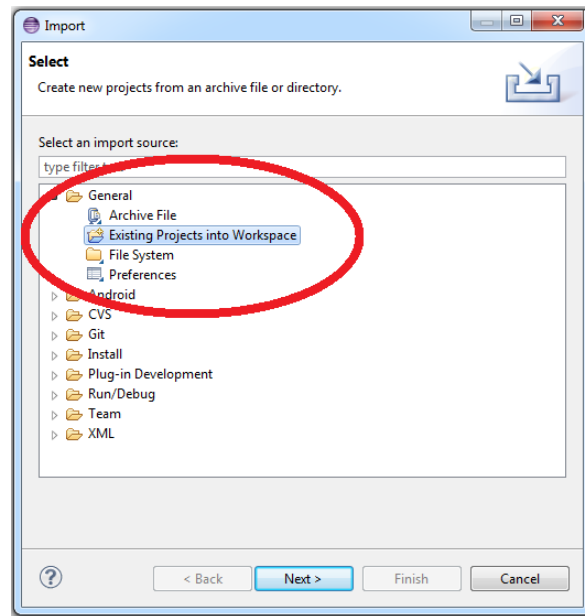 Import
Select
Create new projects from an archive file or directory.
Select an import source:
type filter
General
Archive File
Existing Projects into Workspace
File System
Preferences
Android
CVS
Git
Install
Plug-in Development
Run/Debug
Team
XML
?
< Back
Next >
Finish
Cancel